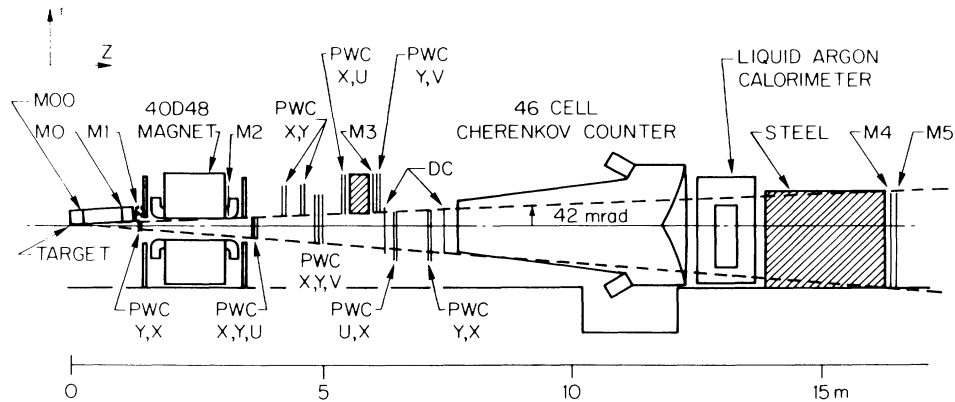 Z
PWC
X,U
PWC
Y,V
LIQUID ARGON
CALORIMETER
M00
M0
M1
40D48
MAGNET
M2
PWC
X,Y
M3
DC
46 CELL
CHERENKOV COUNTER
STEEL
M4
M5
42 mrad
TARGET
PWC
Y,X
PWC
X,Y,U
PWC
X,Y,V
PWC
U,X
PWC
Y,X
0
5
10
15 m